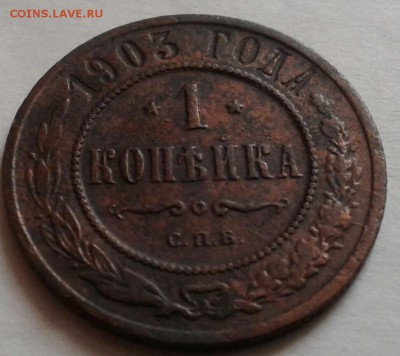 COINS.LAVE.RU
1903 ГОДА
1
КОПѢЙКА
С.П.Б.